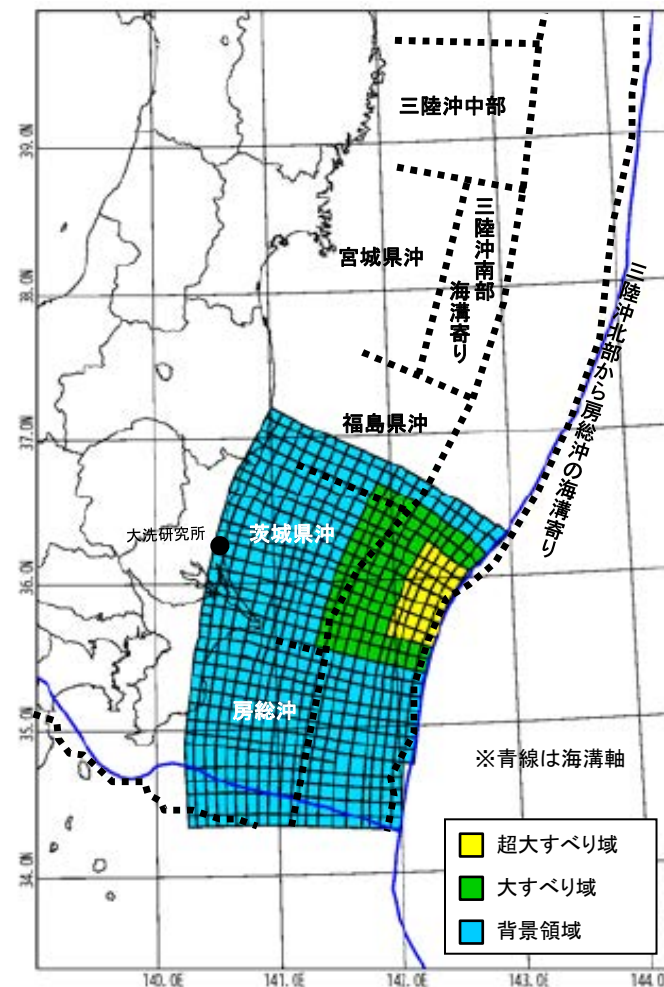 三陸沖中部
39.0N
三陸沖南部
海溝寄り
宮城県沖
38.0N
三陸沖北部から房総沖の海溝寄り
福島県沖
37.0N
大洗研究所
茨城県沖
36.0N
房総沖
35.0N
※青線は海溝軸
超大すべり域
大すべり域
背景領域
34.0N
140.0E
141.0E
142.0E
143.0E
144.0E